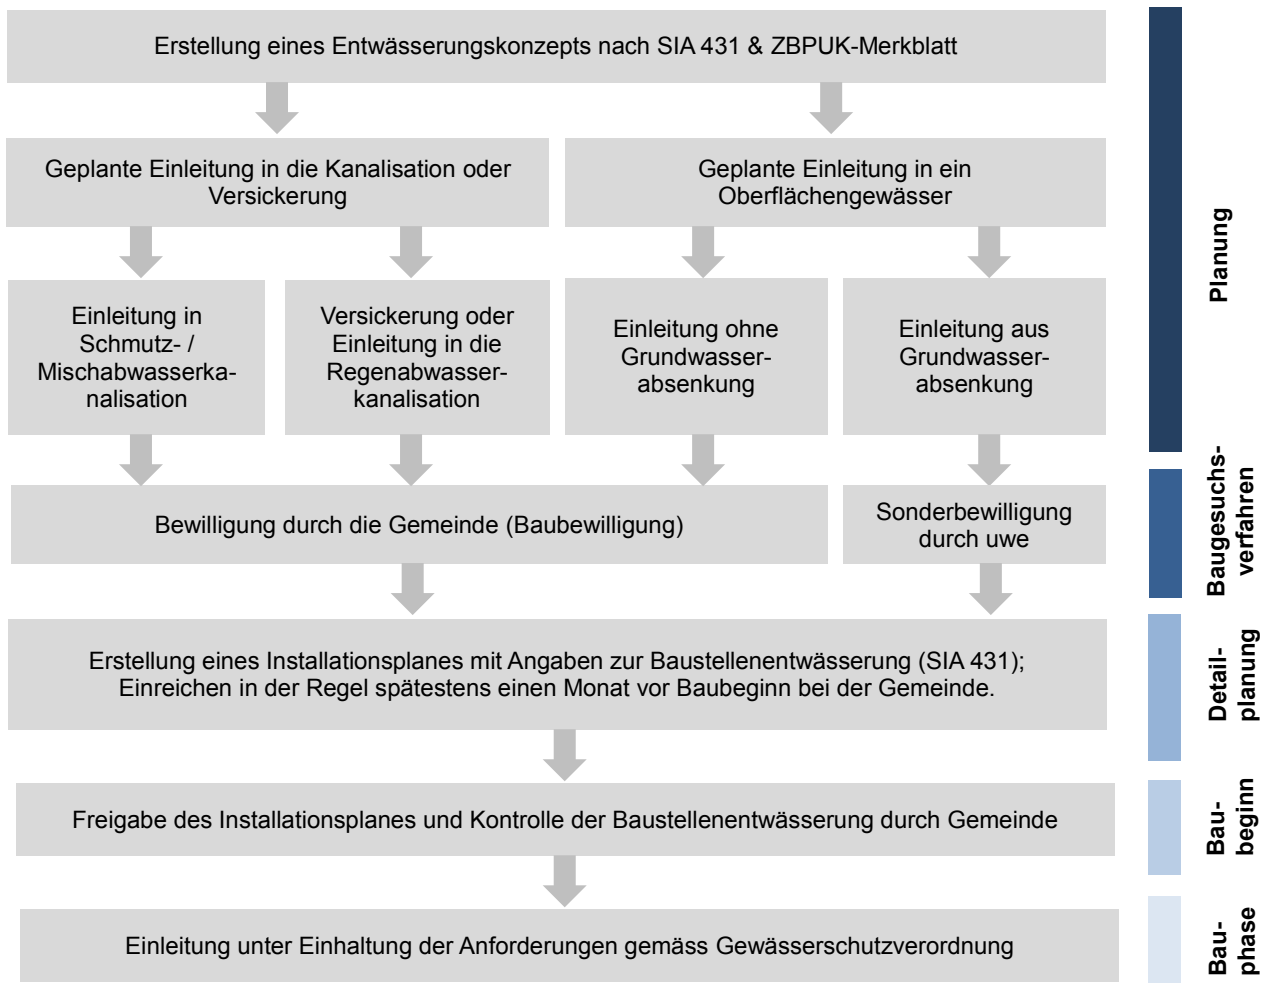 Erstellung eines Entwässerungskonzepts nach SIA 431 & ZBPUK-Merkblatt
Geplante Einleitung in die Kanalisation oder
Versickerung
Geplante Einleitung in ein
Oberflächengewässer
Einleitung in
Schmutz- /
Mischabwasserka-
nalisation
Versickerung oder
Einleitung in die
Regenabwasser-
kanalisation
Einleitung ohne
Grundwasser-
absenkung
Einleitung aus
Grundwasser-
absenkung
Bewilligung durch die Gemeinde (Baubewilligung)
Sonderbewilligung
durch uwe
Erstellung eines Installationsplanes mit Angaben zur Baustellenentwässerung (SIA 431);
Einreichen in der Regel spätestens einen Monat vor Baubeginn bei der Gemeinde.
Freigabe des Installationsplanes und Kontrolle der Baustellenentwässerung durch Gemeinde
Einleitung unter Einhaltung der Anforderungen gemäss Gewässerschutzverordnung
Planung
Baugesuchs-
verfahren
Detail-
planung
Bau-
beginn
Bau-
phase